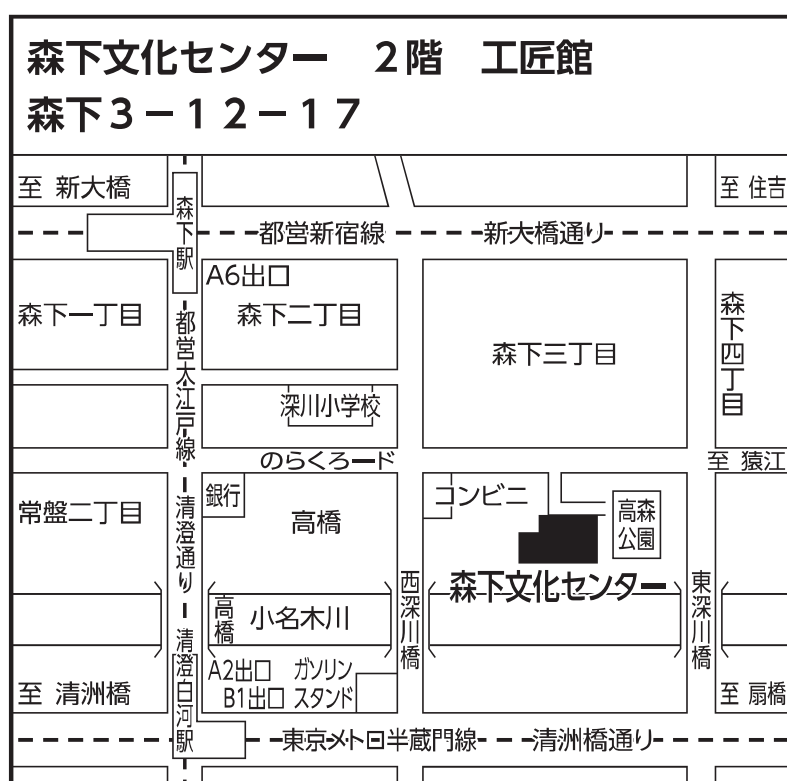 森下文化センター　２階　工匠館
森下３－１２－１７
至 新大橋
森下駅
至 住吉
都営新宿線
新大橋通り
A6出口
森下一丁目
森下二丁目
森下三丁目
森下四丁目
都営大江戸線
深川小学校
のらくろード
至 猿江
常盤二丁目
清澄通り
銀行
高橋
コンビニ
高森
公園
森下文化センター
西深川橋
東深川橋
高橋
小名木川
至 清洲橋
清澄白河駅
A2出口
B1出口
ガソリン
スタンド
至 扇橋
東京メトロ半蔵門線
清洲橋通り